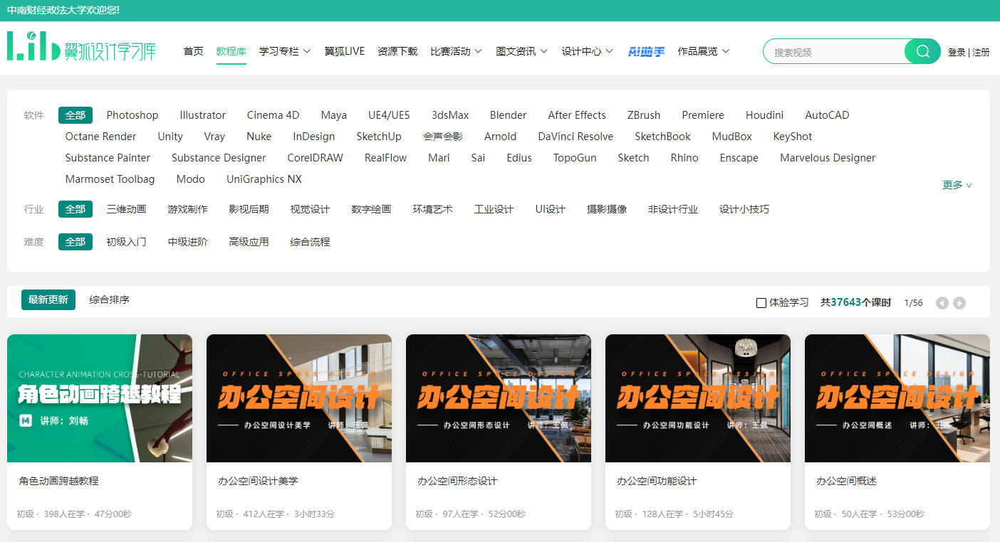 中南财经政法大学欢迎您!
Lib 翼狐设计学习库 首页 教程库 学习专栏 翼狐LIVE 资源下载 比赛活动 图文资讯 设计中心 AI助手 作品展览 搜索视频 登录 | 注册
软件 全部 Photoshop Illustrator Cinema 4D Maya UE4/UE5 3dsMax Blender After Effects ZBrush Premiere Houdini AutoCAD
Octane Render Unity Vray Nuke InDesign SketchUp 会声会影 Arnold DaVinci Resolve SketchBook MudBox KeyShot
Substance Painter Substance Designer CorelDRAW RealFlow Mari Sai Edius TopoGun Sketch Rhino Enscape Marvelous Designer
Marmoset Toolbag Modo UniGraphics NX
更多
行业 全部 三维动画 游戏制作 影视后期 视觉设计 数字绘画 环境艺术 工业设计 UI设计 摄影摄像 非设计行业 设计小技巧
难度 全部 初级入门 中级进阶 高级应用 综合流程
最新更新 综合排序 体验学习 共37643个课时 1/56
CHARACTER ANIMATION CROSS-TUTORIAL
角色动画跨越教程
M 讲师：刘畅
角色动画跨越教程
初级 · 398人在学 · 47分00秒
OFFICE SPACE DESIGN
办公空间设计
办公空间设计美学 讲师：王佩
办公空间设计美学
初级 · 412人在学 · 3小时33分
OFFICE SPACE DESIGN
办公空间设计
办公空间形态设计 讲师：王佩
办公空间形态设计
初级 · 97人在学 · 52分00秒
OFFICE SPACE DESIGN
办公空间设计
办公空间功能设计 讲师：王佩
办公空间功能设计
初级 · 128人在学 · 5小时45分
OFFICE SPACE DESIGN
办公空间设计
办公空间概述 讲师：王佩
办公空间概述
初级 · 50人在学 · 53分00秒